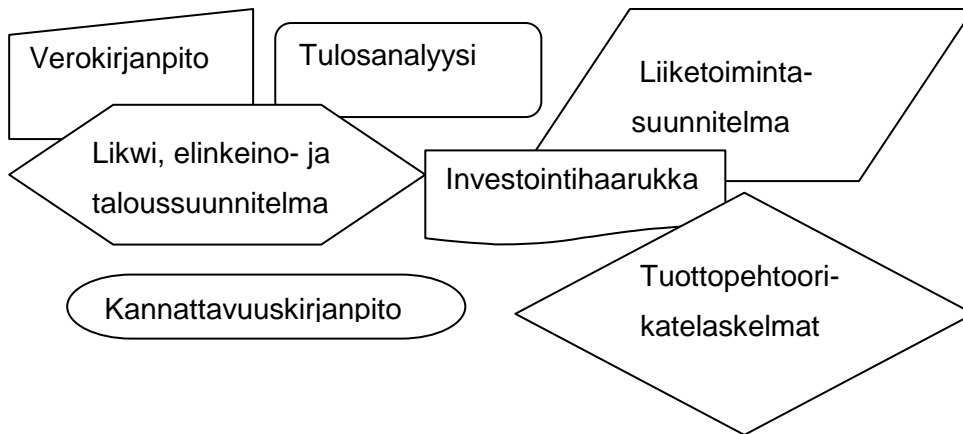 Verokirjanpito
Tulosanalyysi
Liiketoiminta-
suunnitelma
Likwi, elinkeino- ja
taloussuunnitelma
Investointihaarukka
Tuottopehtoori-
katelaskelmat
Kannattavuuskirjanpito